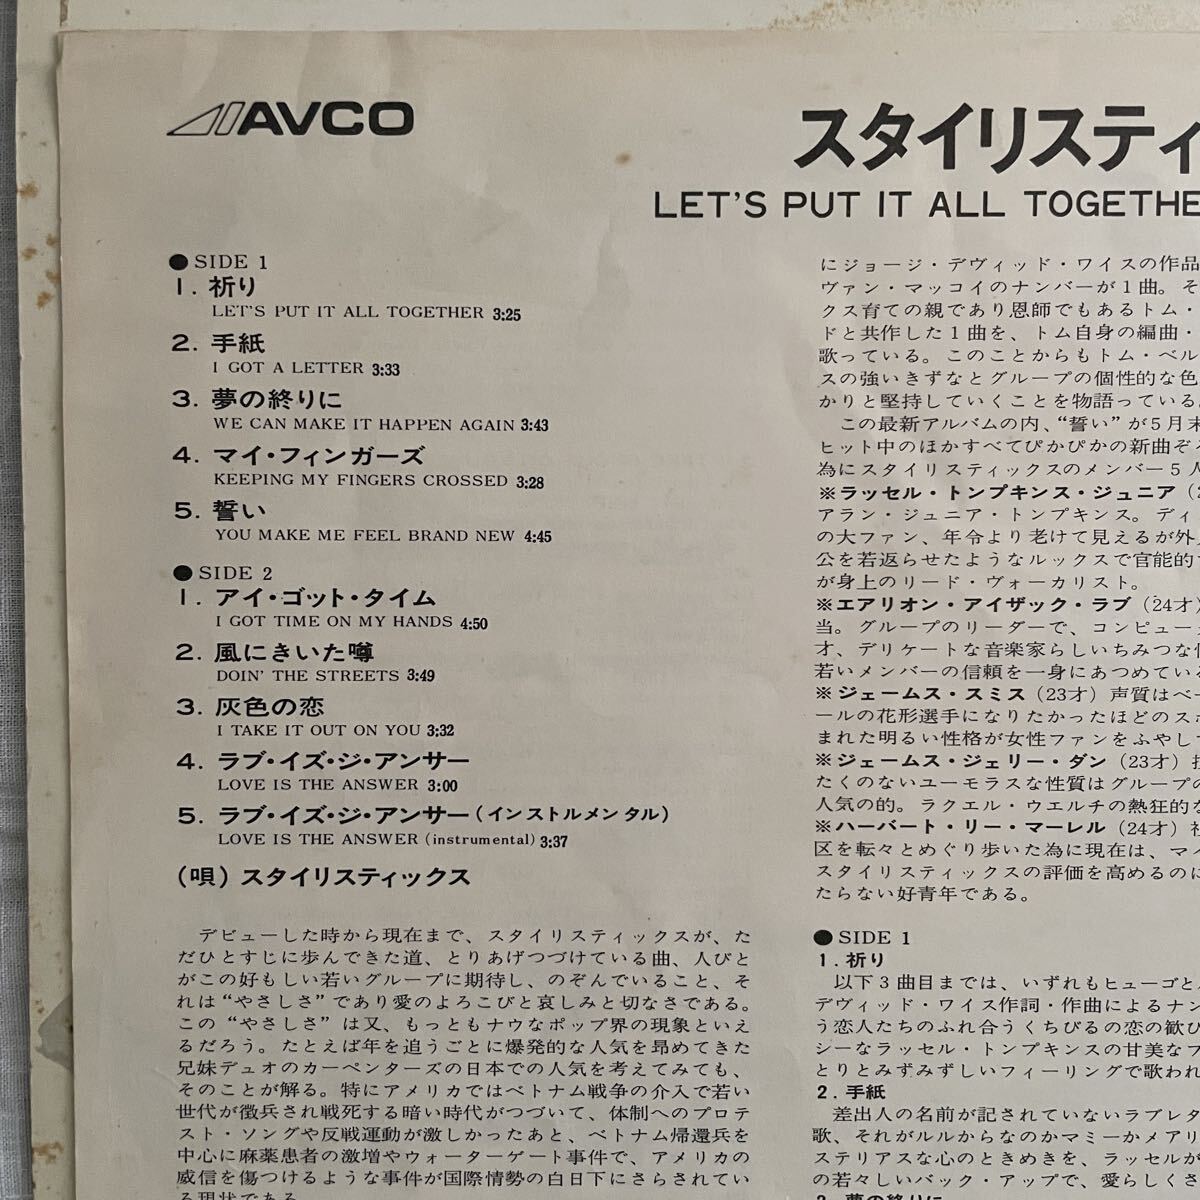 AVCO
スタイリスティ
LET'S PUT IT ALL TOGETHE
● SIDE 1
1. 祈り
LET'S PUT IT ALL TOGETHER 3:25
2. 手紙
I GOT A LETTER 3:33
3. 夢の終りに
WE CAN MAKE IT HAPPEN AGAIN 3:43
4. マイ・フィンガーズ
KEEPING MY FINGERS CROSSED 3:28
5. 誓い
YOU MAKE ME FEEL BRAND NEW 4:45
● SIDE 2
1. アイ・ゴット・タイム
I GOT TIME ON MY HANDS 4:50
2. 風にきいた噂
DOIN' THE STREETS 3:49
3. 灰色の恋
I TAKE IT OUT ON YOU 3:32
4. ラブ・イズ・ジ・アンサー
LOVE IS THE ANSWER 3:00
5. ラブ・イズ・ジ・アンサー(インストルメンタル)
LOVE IS THE ANSWER (instrumental) 3:37
(唄) スタイリスティックス
デビューした時から現在まで、スタイリスティックスが、た
だひとすじに歩んできた道、とりあげつづけている曲、人びと
がこの好もしい若いグループに期待し、のぞんでいること、そ
れは“やさしさ”であり愛のよろこびと哀しみと切なさである。
この“やさしさ”は又、もっともナウなポップ界の現象といえ
るだろう。たとえば年を追うごとに爆発的な人気を昂めてきた
兄妹デュオのカーペンターズの日本での人気を考えてみても、
そのことが解る。特にアメリカではベトナム戦争の介入で若い
世代が徴兵され戦死する暗い時代がつづいて、体制へのプロテ
スト・ソングや反戦運動が激しかったあと、ベトナム帰還兵を
中心に麻薬患者の激増やウォーターゲート事件で、アメリカの
威信を傷つけるような事件が国際情勢の白日下にさらされてい
る現状である。
にジョージ・デヴィッド・ワイスの作品
ヴァン・マッコイのナンバーが1曲。そ
クス育ての親であり恩師でもあるトム・
ドと共作した1曲を、トム自身の編曲・
歌っている。このことからもトム・ベル
スの強いきずなとグループの個性的な色
かりと堅持していくことを物語っている。
この最新アルバムの内、“誓い”が5月末
ヒット中のほかすべてぴかぴかの新曲ぞ
為にスタイリスティックスのメンバー5人
※ラッセル・トンプキンス・ジュニア
アラン・ジュニア・トンプキンス。ディ
の大ファン、年令より老けて見えるが外
公を若返らせたようなルックスで官能的
が身上のリード・ヴォーカリスト。
※エアリオン・アイザック・ラブ(24才)
当。グループのリーダーで、コンピュー
才、デリケートな音楽家らしいちみつな
若いメンバーの信頼を一身にあつめている
※ジェームス・スミス(23才)声質はベー
ールの花形選手になりたかったほどのスポ
まれた明るい性格が女性ファンをふやして
※ジェームス・ジェリー・ダン(23才)
たくのないユーモラスな性質はグループの
人気の的。ラクエル・ウエルチの熱狂的な
※ハーバート・リー・マーレル(24才)
区を転々とめぐり歩いた為に現在は、マイ
スタイリスティックスの評価を高めるのに
たらない好青年である。
● SIDE 1
1. 祈り
以下3曲目までは、いずれもヒューゴと
デヴィッド・ワイス作詞・作曲によるナン
う恋人たちのふれ合うくちびるの恋の歓び
シーなラッセル・トンプキンスの甘美なフ
とりとみずみずしいフィーリングで歌われ
2. 手紙
差出人の名前が記されていないラブレタ
歌、それがルルからなのかマミーかメアリ
ステリアスな心のときめきを、ラッセルが
の若々しいバック・アップで、愛らしくさ
3. 夢の終りに